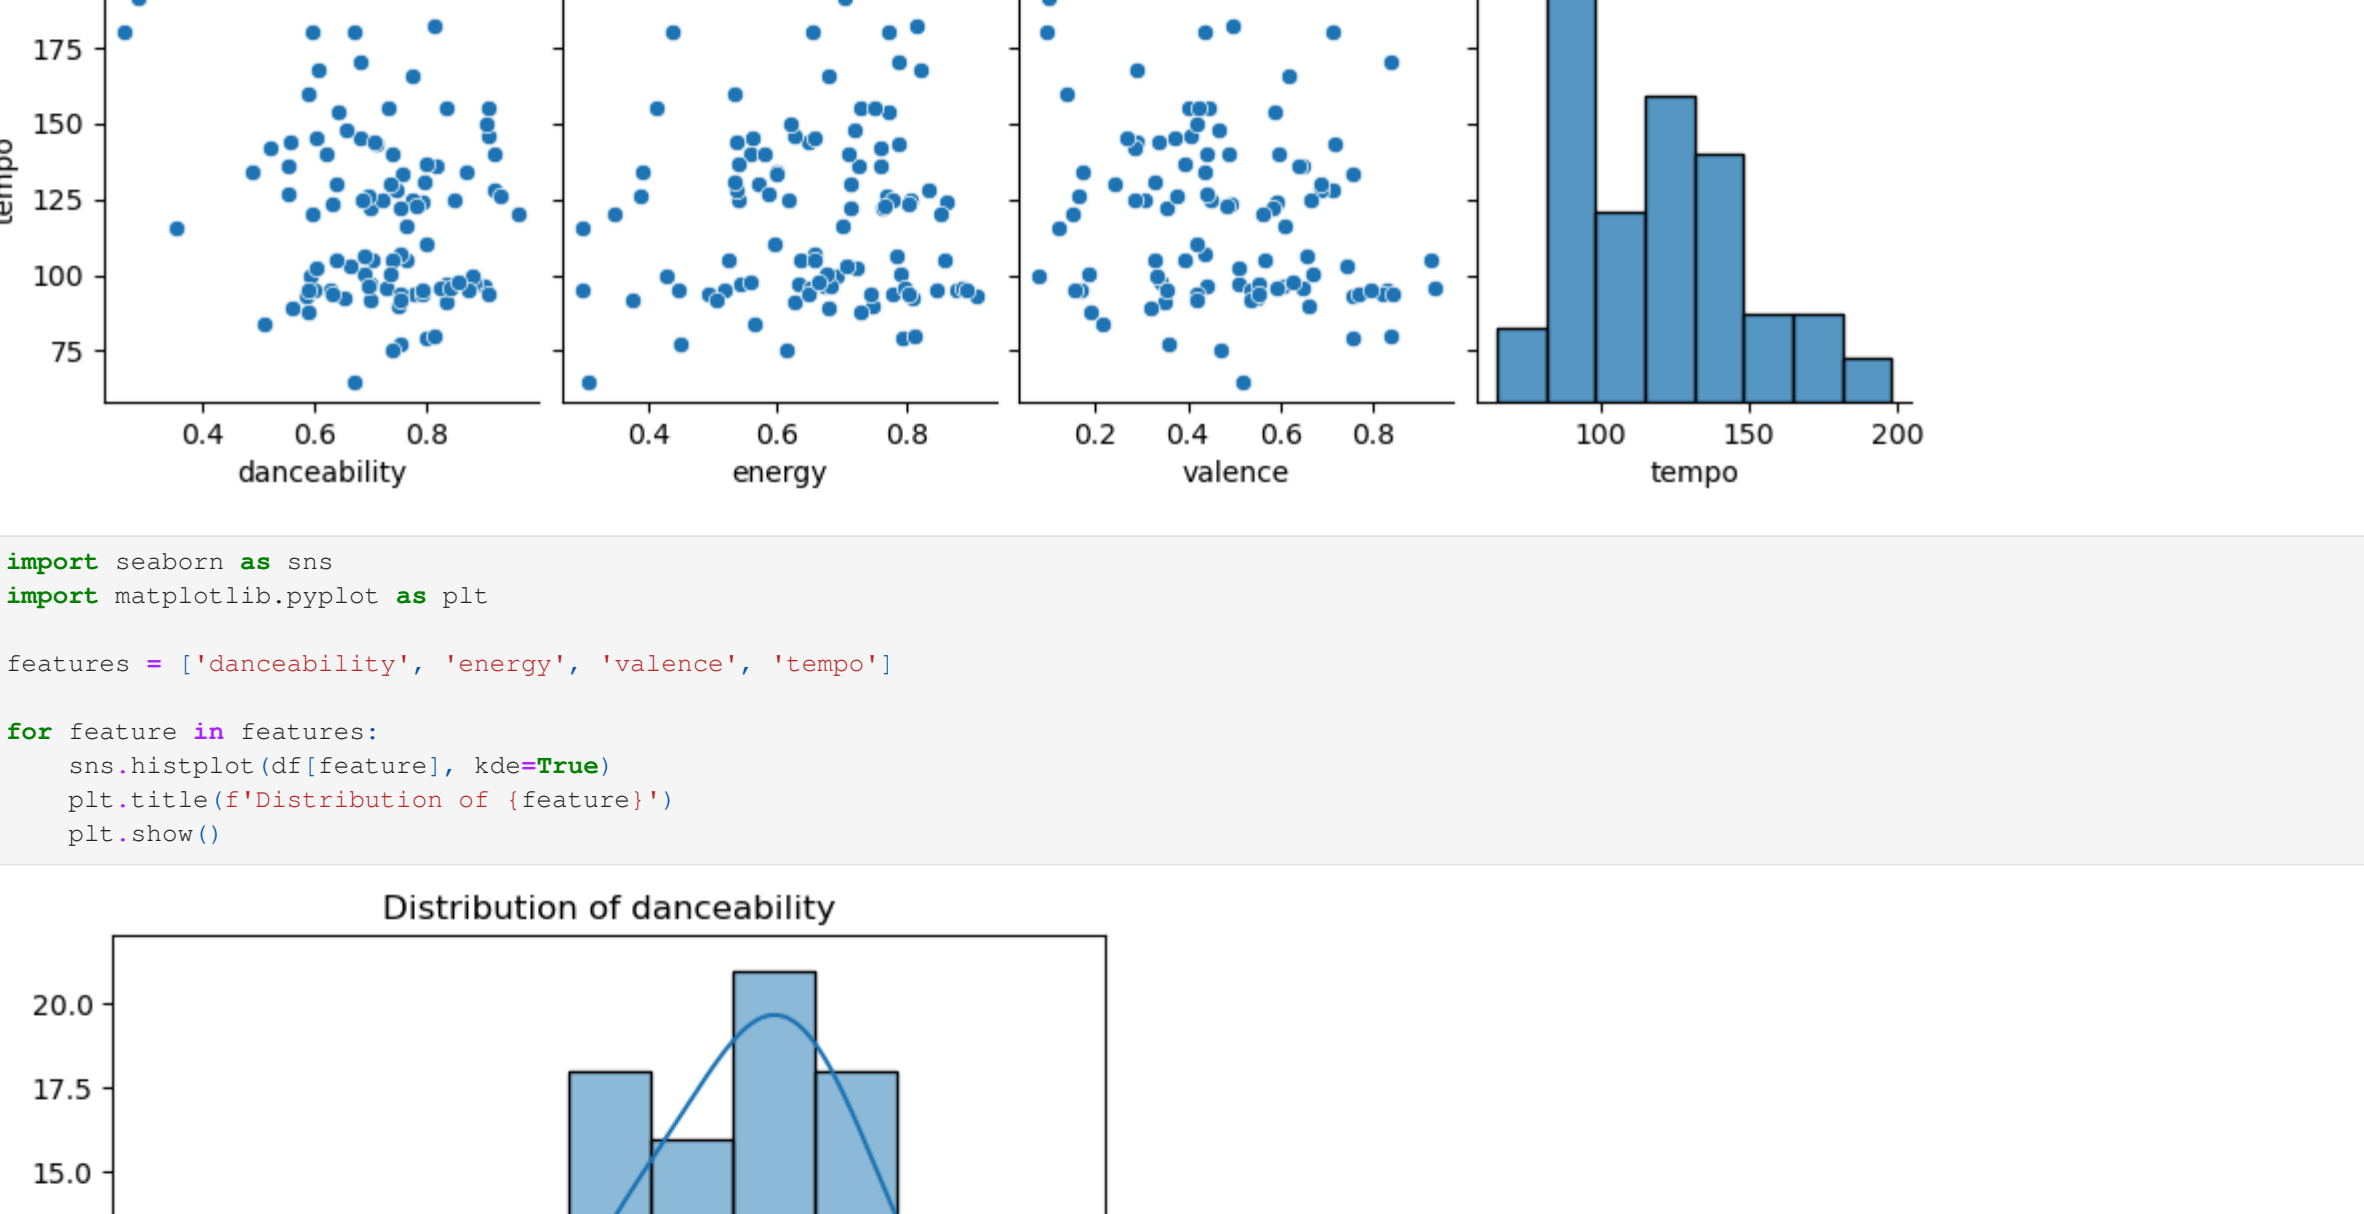 175
150
125
100
75
tempo
0.4 0.6 0.8 0.4 0.6 0.8 0.2 0.4 0.6 0.8 100 150 200
danceability energy valence tempo
import seaborn as sns
import matplotlib.pyplot as plt
features = ['danceability', 'energy', 'valence', 'tempo']
for feature in features:
    sns.histplot(df[feature], kde=True)
    plt.title(f'Distribution of {feature}')
    plt.show()
Distribution of danceability
20.0
17.5
15.0